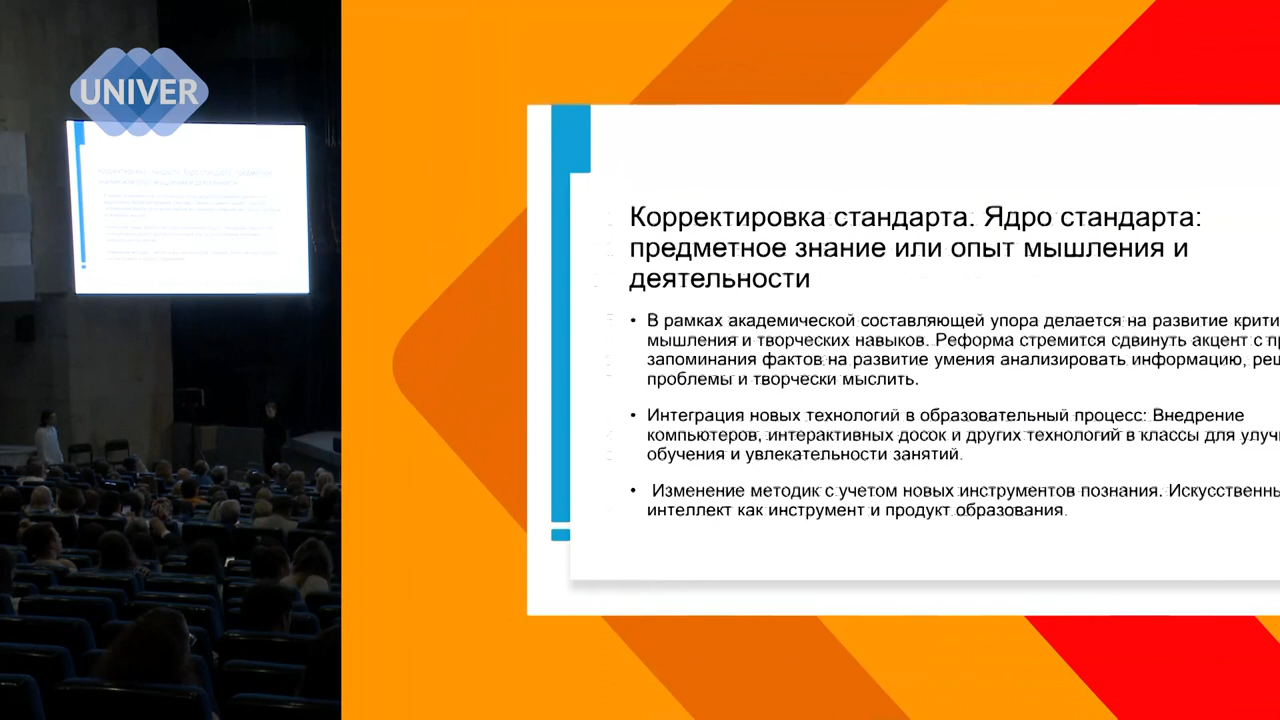 UNIVER
Корректировка стандарта. Ядро стандарта:
предметное знание или опыт мышления и
деятельности
• В рамках академической составляющей упора делается на развитие крити
мышления и творческих навыков. Реформа стремится сдвинуть акцент с пр
запоминания фактов на развитие умения анализировать информацию, реш
проблемы и творчески мыслить.
• Интеграция новых технологий в образовательный процесс: Внедрение
компьютеров, интерактивных досок и других технологий в классы для улучш
обучения и увлекательности занятий.
• Изменение методик с учетом новых инструментов познания. Искусственны
интеллект как инструмент и продукт образования.